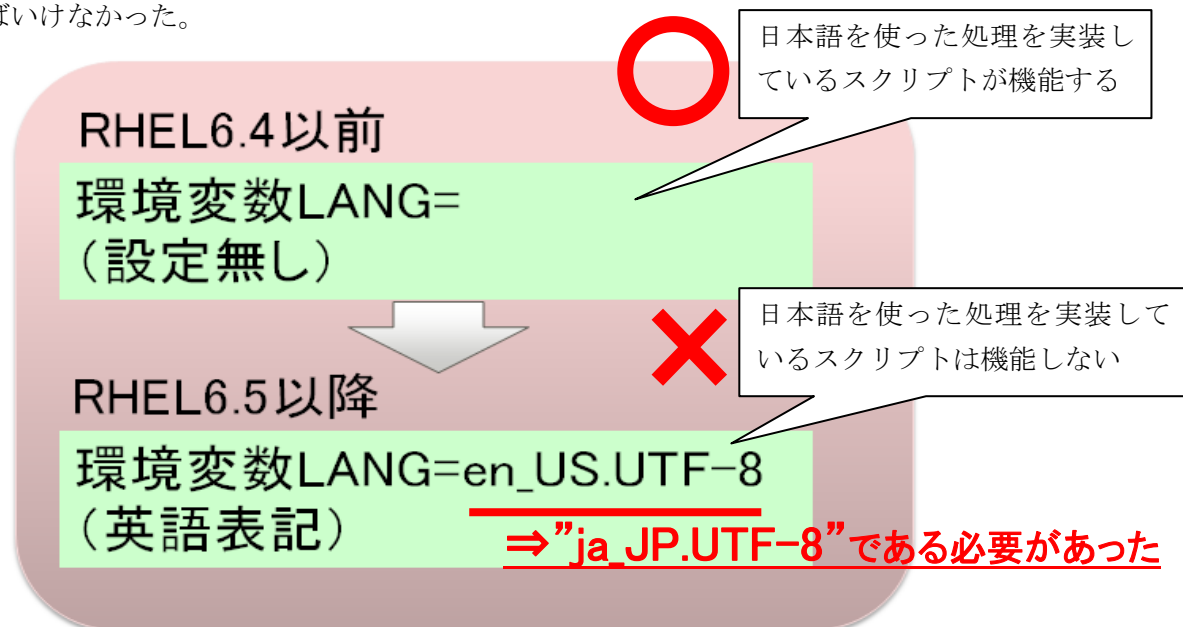 ばいけなかった。
日本語を使った処理を実装し
ているスクリプトが機能する
RHEL6.4以前
環境変数LANG=
（設定無し）
日本語を使った処理を実装して
いるスクリプトは機能しない
RHEL6.5以降
環境変数LANG=en_US.UTF-8
（英語表記）
⇒”ja_JP.UTF-8”である必要があった